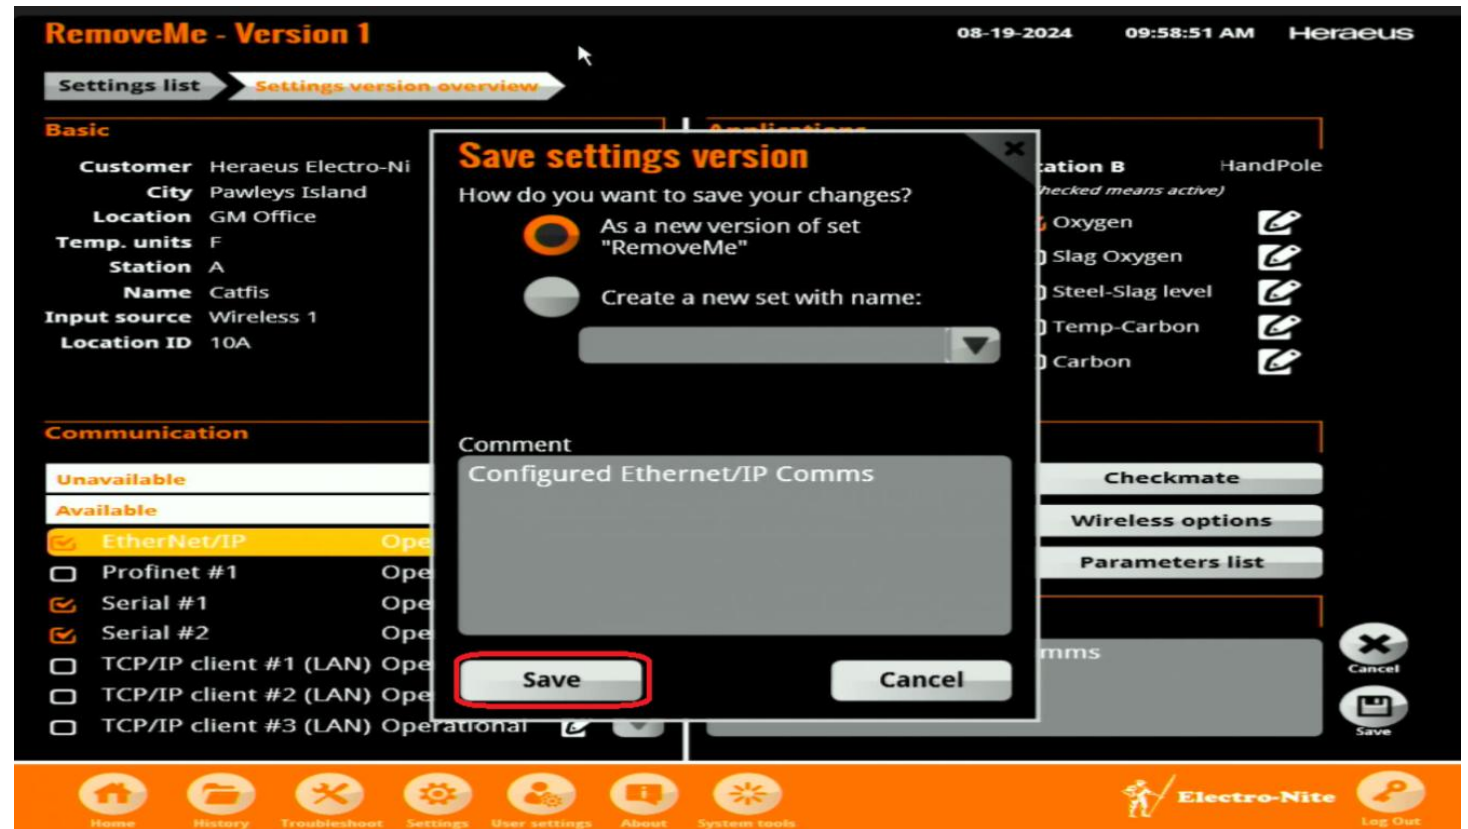 RemoveMe - Version 1
08-19-2024 09:58:51 AM Heraeus
Settings list Settings version overview
Basic
Customer Heraeus Electro-Ni
City Pawleys Island
Location GM Office
Temp. units F
Station A
Name Catfis
Input source Wireless 1
Location ID 10A
Communication
Unavailable
Available
EtherNet/IP Ope
Profinet #1 Ope
Serial #1 Ope
Serial #2 Ope
TCP/IP client #1 (LAN) Ope
TCP/IP client #2 (LAN) Ope
TCP/IP client #3 (LAN) Operational
Save settings version
How do you want to save your changes?
As a new version of set
"RemoveMe"
Create a new set with name:
Comment
Configured Ethernet/IP Comms
Save Cancel
Applications
tation B HandPole
hecked means active)
Oxygen
Slag Oxygen
Steel-Slag level
Temp-Carbon
Carbon
Checkmate
Wireless options
Parameters list
mms
Cancel
Save
Home History Troubleshoot Settings User settings About System tools
Electro-Nite
Log Out